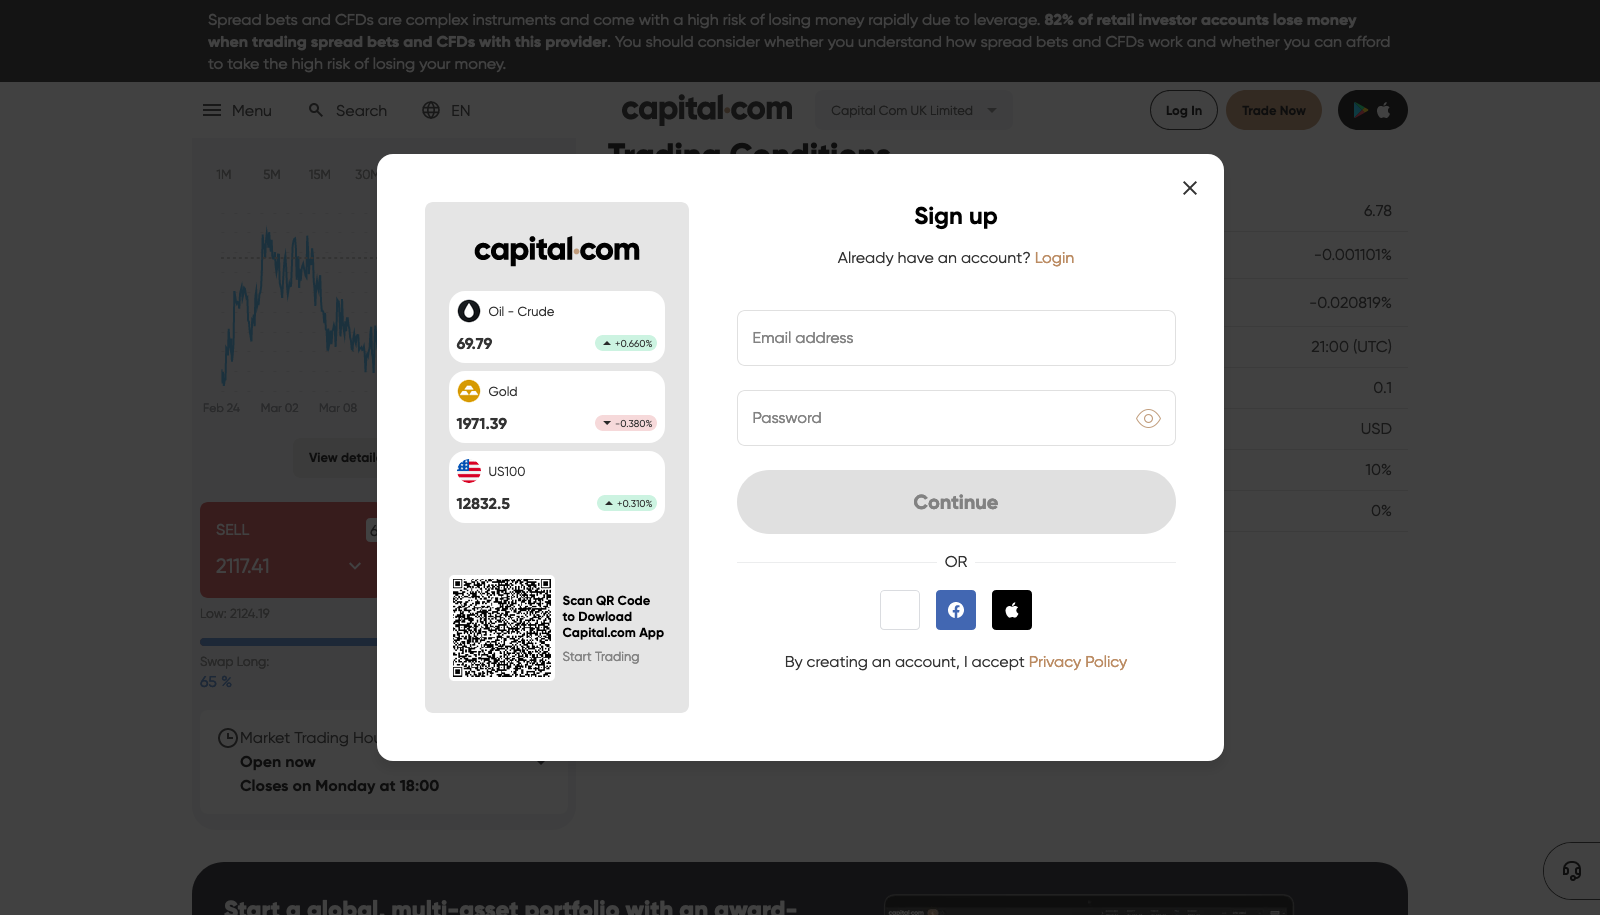 Spread bets and CFDs are complex instruments and come with a high risk of losing money rapidly due to leverage. 82% of retail investor accounts lose money
when trading spread bets and CFDs with this provider. You should consider whether you understand how spread bets and CFDs work and whether you can afford
to take the high risk of losing your money.
Menu
Search
EN
capital.com
Capital Com UK Limited
Log In
Trade Now
Trading Conditions
1M
5M
15M
30M
Feb 24
Mar 02
Mar 08
SELL
2117.41
Low: 2124.19
Swap Long:
65 %
Open now
Closes on Monday at 18:00
6.78
-0.001101%
-0.020819%
21:00 (UTC)
0.1
USD
10%
0%
capital.com
Oil - Crude
69.79
+0.660%
Gold
1971.39
-0.380%
US100
12832.5
+0.310%
Scan QR Code
to Dowload
Capital.com App
Start Trading
Sign up
Already have an account? Login
Email address
Password
Continue
OR
By creating an account, I accept Privacy Policy
View
Market Trading
Start a global, multi-asset portfolio with an award-